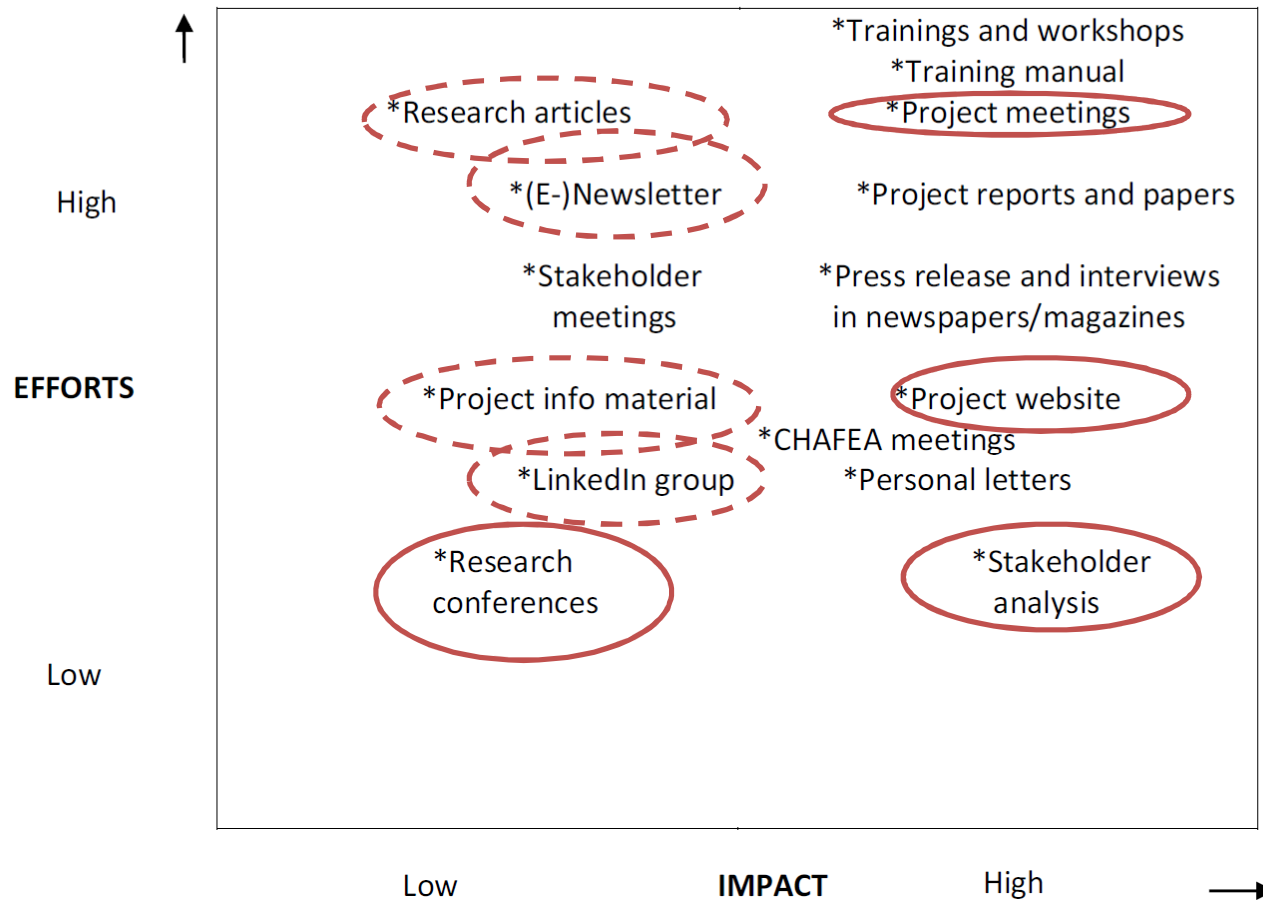 *Trainings and workshops
*Training manual
*Research articles
*Project meetings
High
*(E-)Newsletter
*Project reports and papers
*Stakeholder
meetings
*Press release and interviews
in newspapers/magazines
EFFORTS
*Project info material
*Project website
*CHAFEA meetings
*LinkedIn group
*Personal letters
*Research
conferences
*Stakeholder
analysis
Low
Low
IMPACT
High